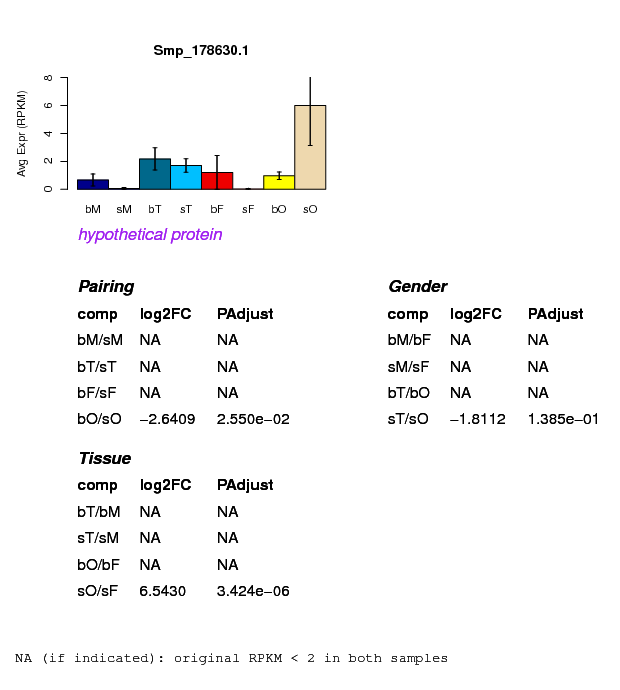 Smp_178630.1
Avg Expr (RPKM)
8
6
4
2
0
bM sM bT sT bF sF bO sO
hypothetical protein
Pairing
comp log2FC PAdjust
bM/sM NA NA
bT/sT NA NA
bF/sF NA NA
bO/sO −2.6409 2.550e−02
Gender
comp log2FC PAdjust
bM/bF NA NA
sM/sF NA NA
bT/bO NA NA
sT/sO −1.8112 1.385e−01
Tissue
comp log2FC PAdjust
bT/bM NA NA
sT/sM NA NA
bO/bF NA NA
sO/sF 6.5430 3.424e−06
NA (if indicated): original RPKM < 2 in both samples